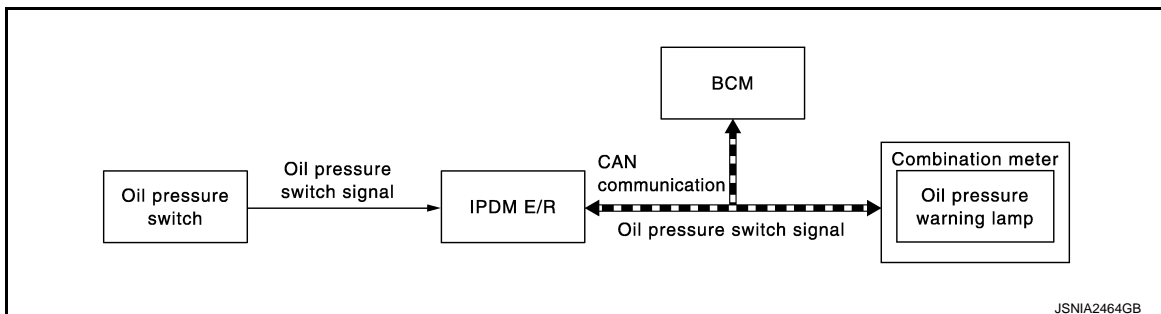 BCM
Oil pressure
switch signal
CAN
communication
Combination meter
Oil pressure
switch
IPDM E/R
Oil pressure
warning lamp
Oil pressure switch signal
JSNIA2464GB